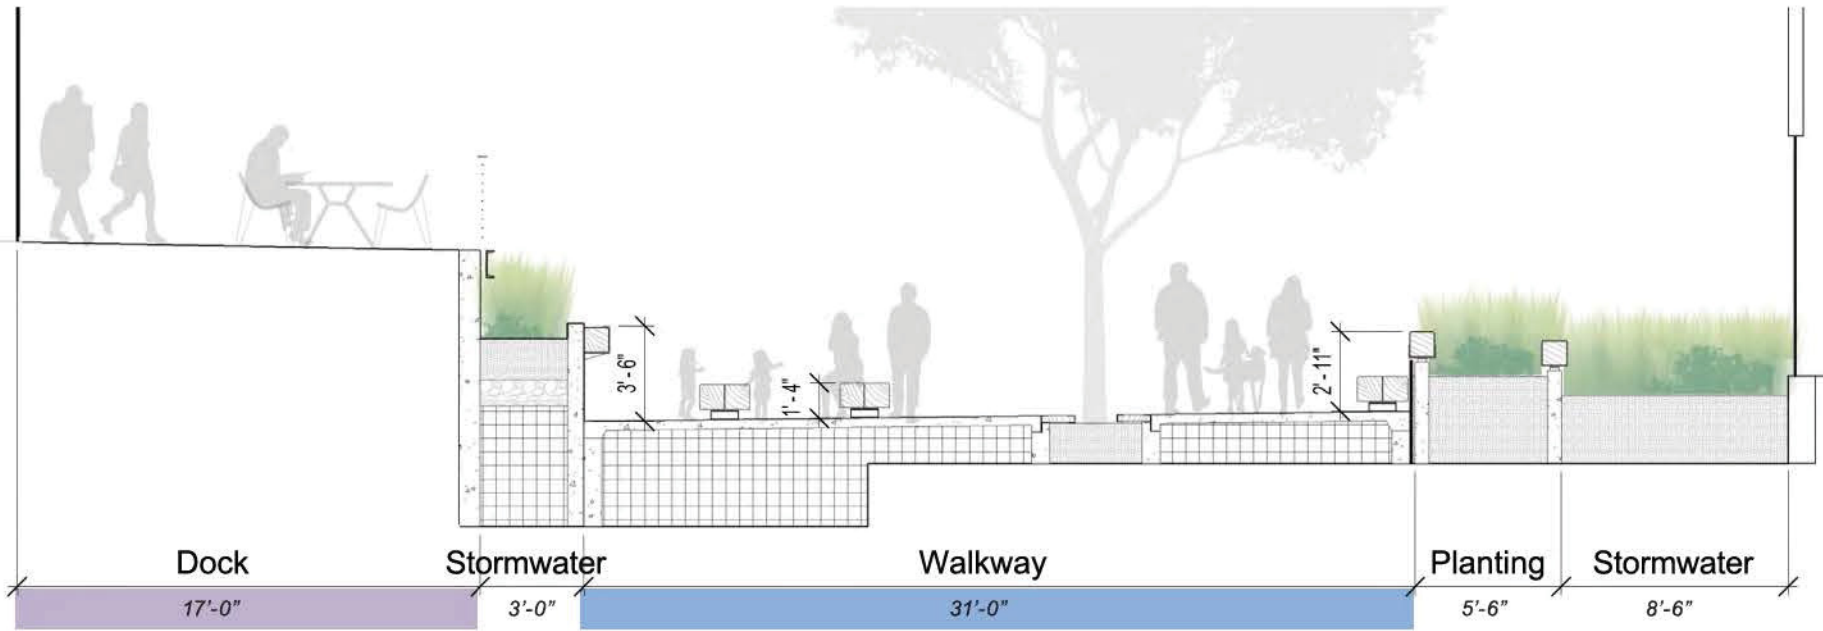 3'-6"
1'-4"
2'-11"
Dock
Stormwater
Walkway
Planting
Stormwater
17'-0"
3'-0"
31'-0"
5'-6"
8'-6"